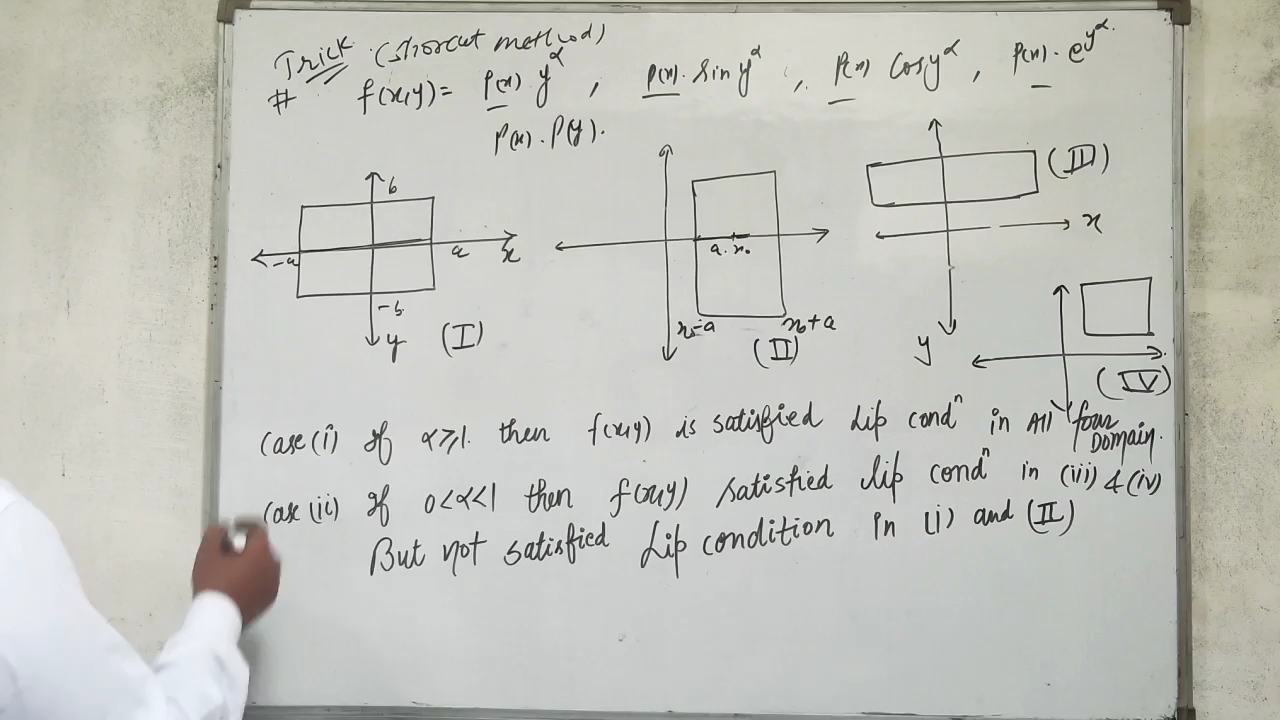 Trick (Shorcut method)
# f(x,y) = P(x) y^α , P(x). Sin y^α , P(x) Cos y^α , P(x). e^{y^α}
P(x). P(y).
b
-a a x
-b
y (I)
a. x₀
x₀-a x₀+a
(II)
(III)
x
y
(IV)
Case (i) If α ≥ 1. then f(x,y) is satisfied Lip condⁿ in All four Domain.
Case (ii) If 0<α<1 then f(x,y) satisfied Lip condⁿ in (iii) & (iv)
But not satisfied Lip condition in (i) and (II)